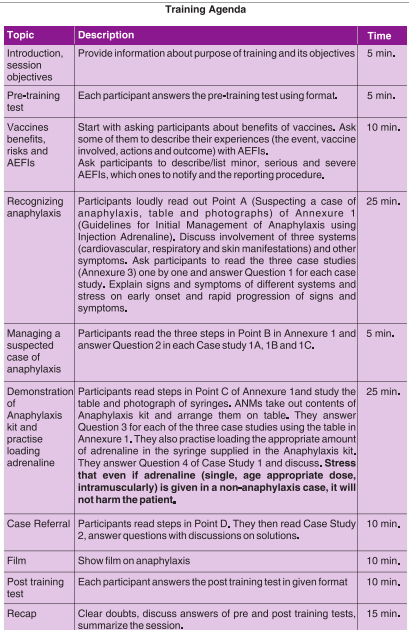 Training Agenda
Topic Description Time
Introduction, session objectives Provide information about purpose of training and its objectives 5 min.
Pre-training test Each participant answers the pre-training test using format. 5 min.
Vaccines benefits, risks and AEFIs Start with asking participants about benefits of vaccines. Ask 10 min.
some of them to describe their experiences (the event, vaccine
involved, actions and outcome) with AEFIs.
Ask participants to describe/list minor, serious and severe
AEFIs, which ones to notify and the reporting procedure.
Recognizing anaphylaxis Participants loudly read out Point A (Suspecting a case of 25 min.
anaphylaxis, table and photographs) of Annexure 1
(Guidelines for Initial Management of Anaphylaxis using
Injection Adrenaline). Discuss involvement of three systems
(cardiovascular, respiratory and skin manifestations) and other
symptoms. Ask participants to read the three case studies
(Annexure 3) one by one and answer Question 1 for each case
study. Explain signs and symptoms of different systems and
stress on early onset and rapid progression of signs and
symptoms.
Managing a suspected case of anaphylaxis Participants read the three steps in Point B in Annexure 1 and 5 min.
answer Question 2 in each Case study 1A, 1B and 1C.
Demonstration of Anaphylaxis kit and practise loading adrenaline Participants read steps in Point C of Annexure 1and study the 25 min.
table and photograph of syringes. ANMs take out contents of
Anaphylaxis kit and arrange them on table. They answer
Question 3 for each of the three case studies using the table in
Annexure 1. They also practise loading the appropriate amount
of adrenaline in the syringe supplied in the Anaphylaxis kit.
They answer Question 4 of Case Study 1 and discuss. Stress
that even if adrenaline (single, age appropriate dose,
intramuscularly) is given in a non-anaphylaxis case, it will
not harm the patient.
Case Referral Participants read steps in Point D. They then read Case Study 10 min.
2, answer questions with discussions on solutions.
Film Show film on anaphylaxis 10 min.
Post training test Each participant answers the post training test in given format 10 min.
Recap Clear doubts, discuss answers of pre and post training tests, 15 min.
summarize the session.